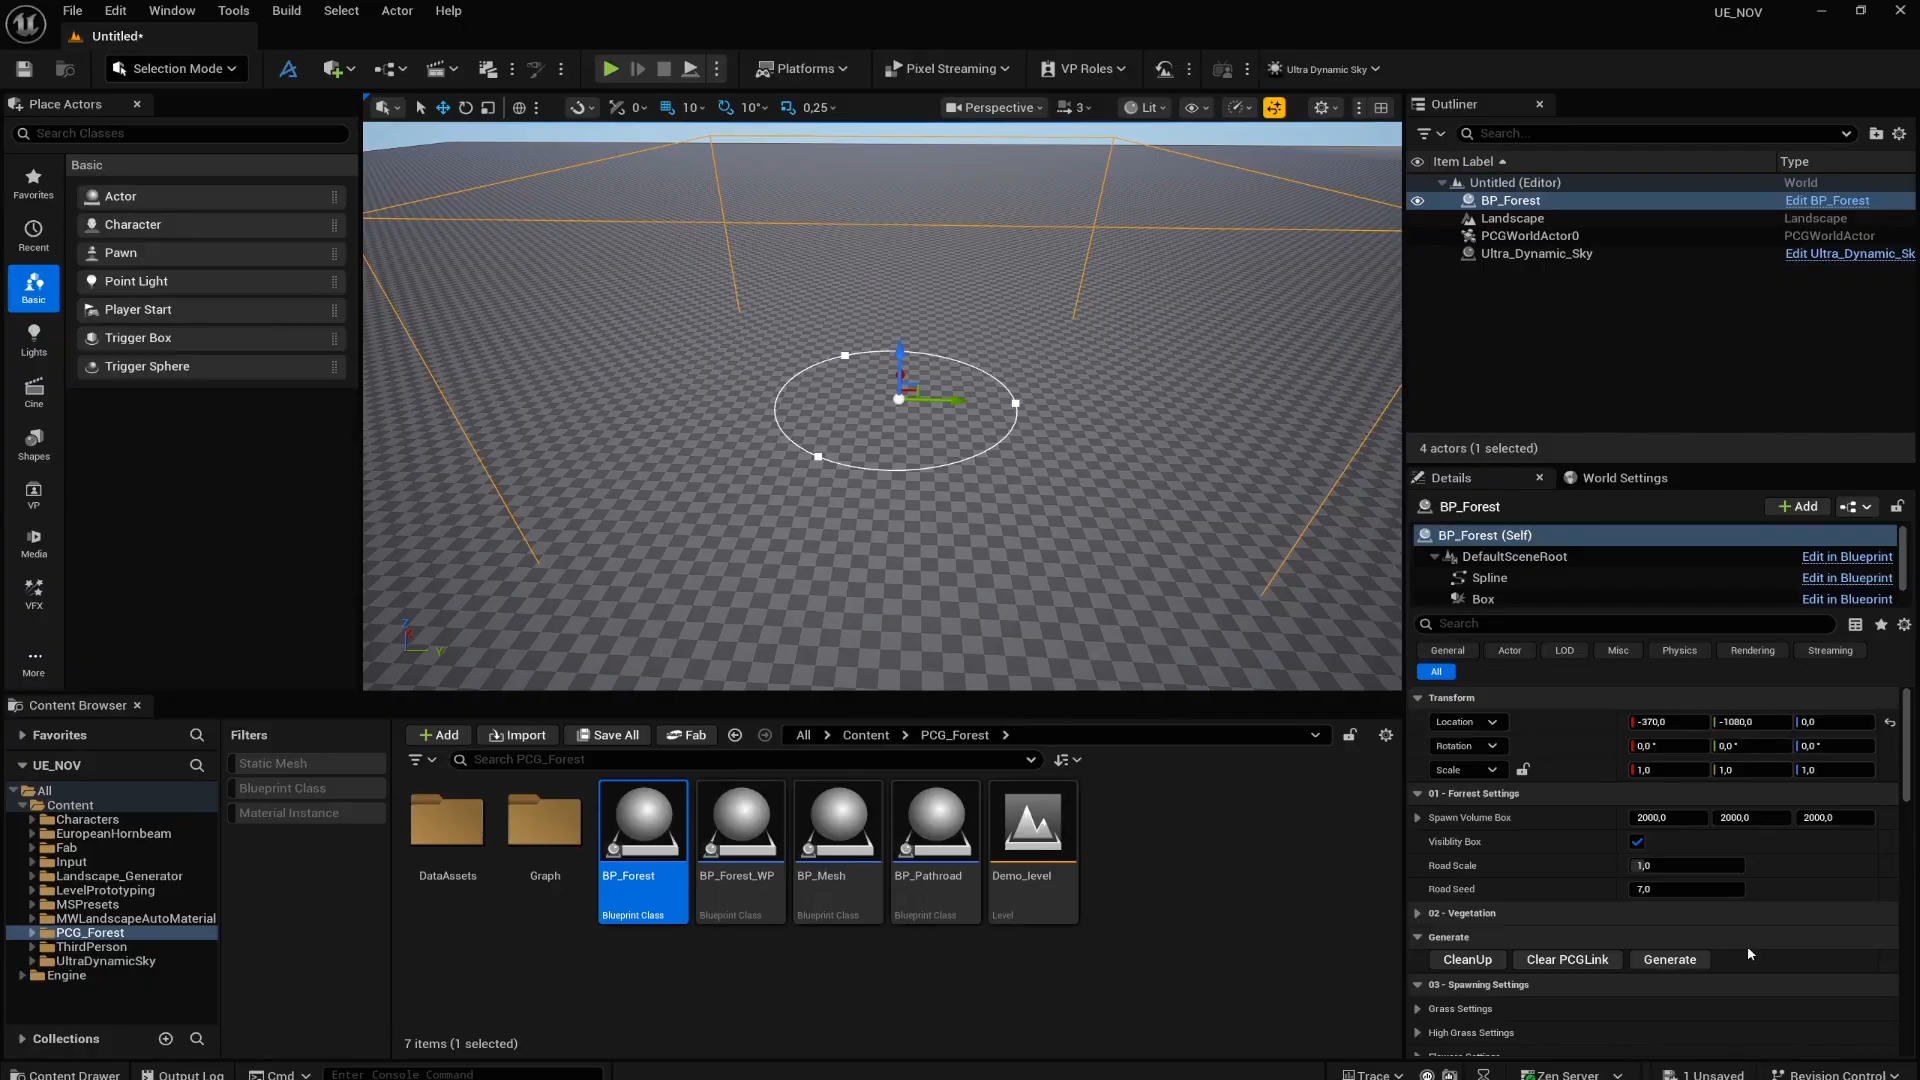 File Edit Window Tools Build Select Actor Help
UE_NOV
Untitled*
Selection Mode
Platforms
Pixel Streaming
VP Roles
Ultra Dynamic Sky
Place Actors
Search Classes
Favorites
Recent
Basic
Lights
Cine
Shapes
VP
Media
VFX
More
Basic
Actor
Character
Pawn
Point Light
Player Start
Trigger Box
Trigger Sphere
0 10 10° 0,25
Perspective 3 Lit
Z
Y
Outliner
Search...
Item Label Type
Untitled (Editor) World
BP_Forest Edit BP_Forest
Landscape Landscape
PCGWorldActor0 PCGWorldActor
Ultra_Dynamic_Sky Edit Ultra_Dynamic_Sk
4 actors (1 selected)
Details World Settings
BP_Forest Add
BP_Forest (Self)
DefaultSceneRoot Edit in Blueprint
Spline Edit in Blueprint
Box Edit in Blueprint
Search
General Actor LOD Misc Physics Rendering Streaming
All
Transform
Location -370,0 -1080,0 0,0
Rotation 0,0 ° 0,0 ° 0,0 °
Scale 1,0 1,0 1,0
01 - Forrest Settings
Spawn Volume Box 2000,0 2000,0 2000,0
Visiblity Box
Road Scale 1,0
Road Seed 7,0
02 - Vegetation
Generate
CleanUp Clear PCGLink Generate
03 - Spawning Settings
Grass Settings
High Grass Settings
Content Browser
Favorites
UE_NOV
All
Content
Characters
EuropeanHornbeam
Fab
Input
Landscape_Generator
LevelPrototyping
MSPresets
MWLandscapeAutoMaterial
PCG_Forest
ThirdPerson
UltraDynamicSky
Engine
Collections
Filters
Static Mesh
Blueprint Class
Material Instance
Add Import Save All Fab All Content PCG_Forest
Search PCG_Forest
DataAssets
Graph
BP_Forest
Blueprint Class
BP_Forest_WP
Blueprint Class
BP_Mesh
Blueprint Class
BP_Pathroad
Blueprint Class
Demo_level
Level
7 items (1 selected)
Content Drawer Output Log Cmd Enter Console Command
Trace Zen Server 1 Unsaved Revision Control